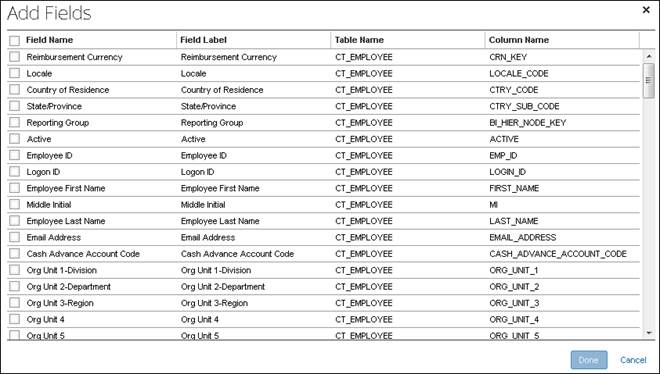 Add Fields
Field Name Field Label Table Name Column Name
Reimbursement Currency Reimbursement Currency CT_EMPLOYEE CRN_KEY
Locale Locale CT_EMPLOYEE LOCALE_CODE
Country of Residence Country of Residence CT_EMPLOYEE CTRY_CODE
State/Province State/Province CT_EMPLOYEE CTRY_SUB_CODE
Reporting Group Reporting Group CT_EMPLOYEE BI_HIER_NODE_KEY
Active Active CT_EMPLOYEE ACTIVE
Employee ID Employee ID CT_EMPLOYEE EMP_ID
Logon ID Logon ID CT_EMPLOYEE LOGIN_ID
Employee First Name Employee First Name CT_EMPLOYEE FIRST_NAME
Middle Initial Middle Initial CT_EMPLOYEE MI
Employee Last Name Employee Last Name CT_EMPLOYEE LAST_NAME
Email Address Email Address CT_EMPLOYEE EMAIL_ADDRESS
Cash Advance Account Code Cash Advance Account Code CT_EMPLOYEE CASH_ADVANCE_ACCOUNT_CODE
Org Unit 1-Division Org Unit 1-Division CT_EMPLOYEE ORG_UNIT_1
Org Unit 2-Department Org Unit 2-Department CT_EMPLOYEE ORG_UNIT_2
Org Unit 3-Region Org Unit 3-Region CT_EMPLOYEE ORG_UNIT_3
Org Unit 4 Org Unit 4 CT_EMPLOYEE ORG_UNIT_4
Org Unit 5 Org Unit 5 CT_EMPLOYEE ORG_UNIT_5
Done Cancel